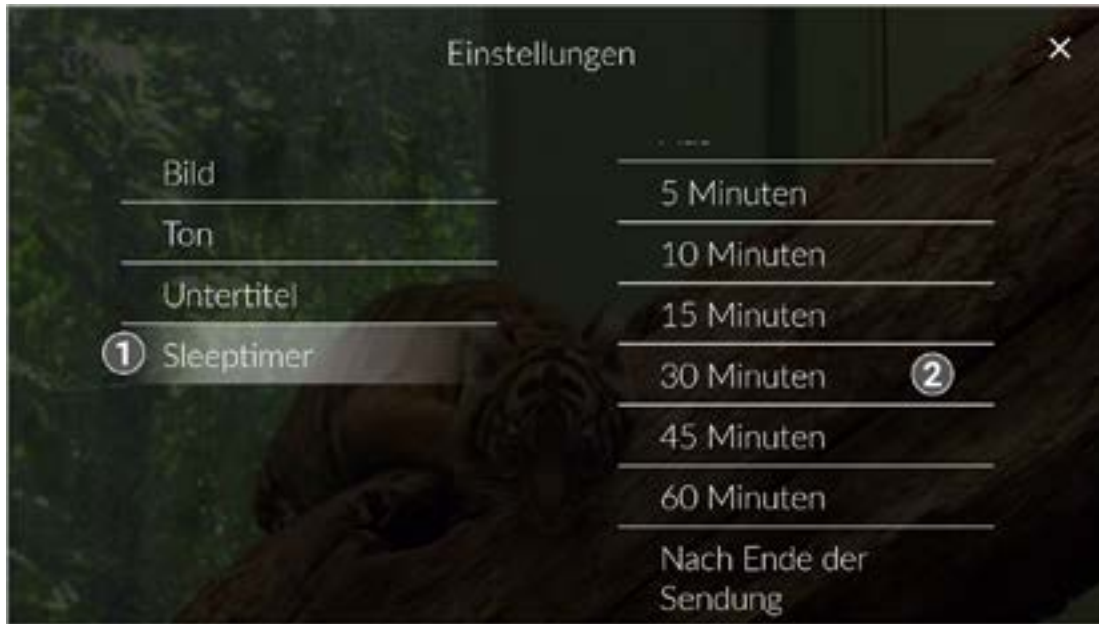 Einstellungen
×
Bild
Ton
Untertitel
1 Sleeptimer
5 Minuten
10 Minuten
15 Minuten
30 Minuten 2
45 Minuten
60 Minuten
Nach Ende der
Sendung